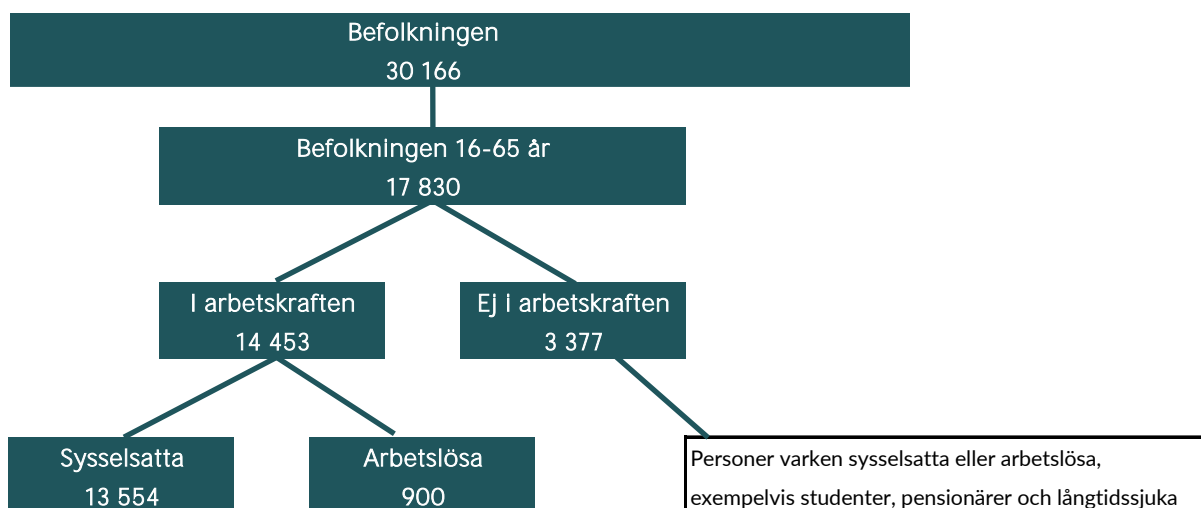 Befolkningen
30 166
Befolkningen 16-65 år
17 830
I arbetskraften
14 453
Ej i arbetskraften
3 377
Sysselsatta
13 554
Arbetslösa
900
Personer varken sysselsatta eller arbetslösa,
exempelvis studenter, pensionärer och långtidssjuka